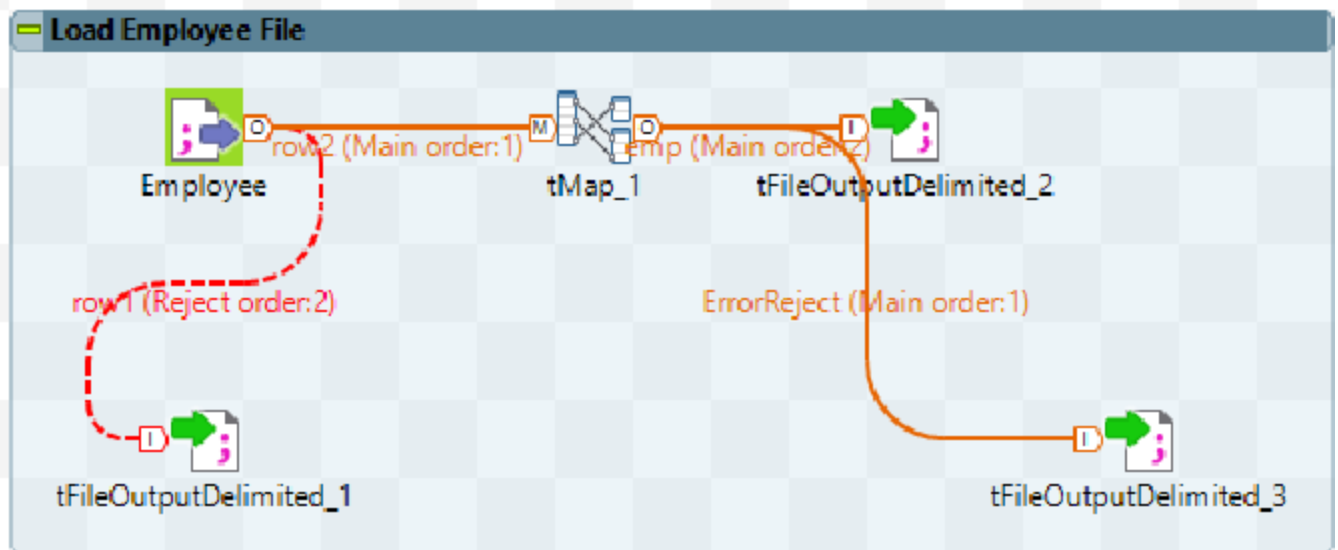 Load Employee File
O
M
O
I
row2 (Main order:1)
emp (Main order:2)
Employee
tMap_1
tFileOutputDelimited_2
row1 (Reject order:2)
ErrorReject (Main order:1)
I
I
tFileOutputDelimited_1
tFileOutputDelimited_3